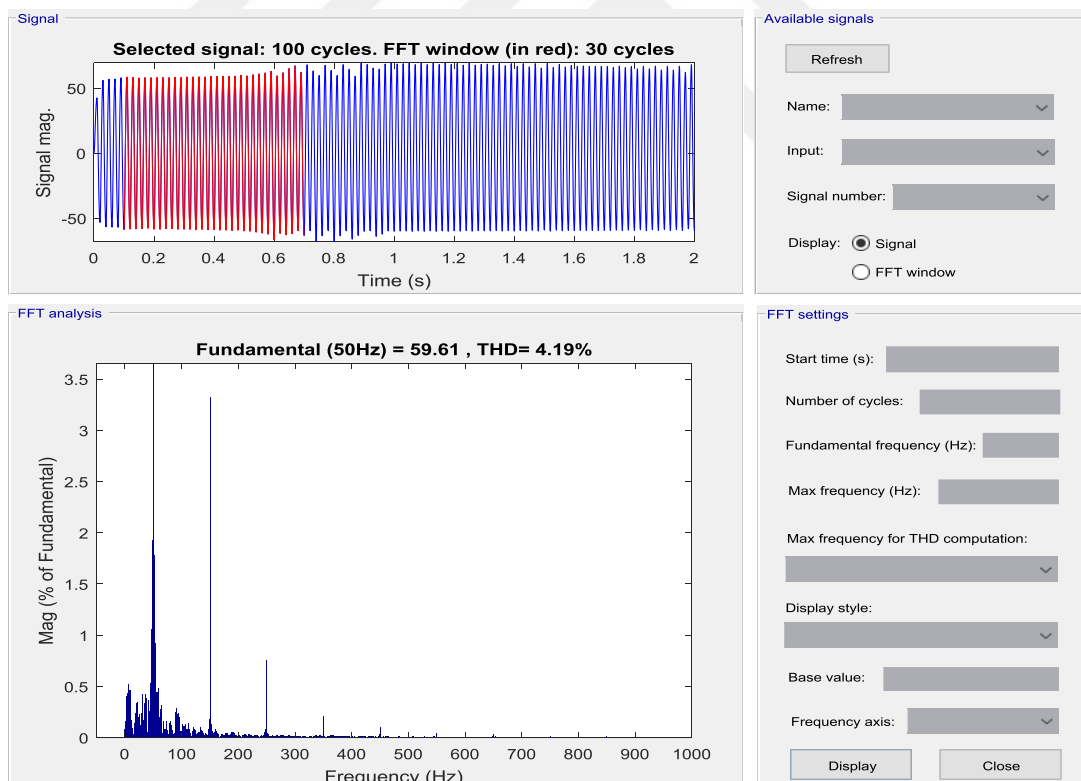 Signal
Selected signal: 100 cycles. FFT window (in red): 30 cycles
50
0
-50
Signal mag.
0 0.2 0.4 0.6 0.8 1 1.2 1.4 1.6 1.8 2
Time (s)
Available signals
Refresh
Name:
Input:
Signal number:
Display: Signal
FFT window
FFT analysis
Fundamental (50Hz) = 59.61 , THD= 4.19%
3.5
3
2.5
2
1.5
1
0.5
0
Mag (% of Fundamental)
0 100 200 300 400 500 600 700 800 900 1000
Frequency (Hz)
FFT settings
Start time (s):
Number of cycles:
Fundamental frequency (Hz):
Max frequency (Hz):
Max frequency for THD computation:
Display style:
Base value:
Frequency axis:
Display Close